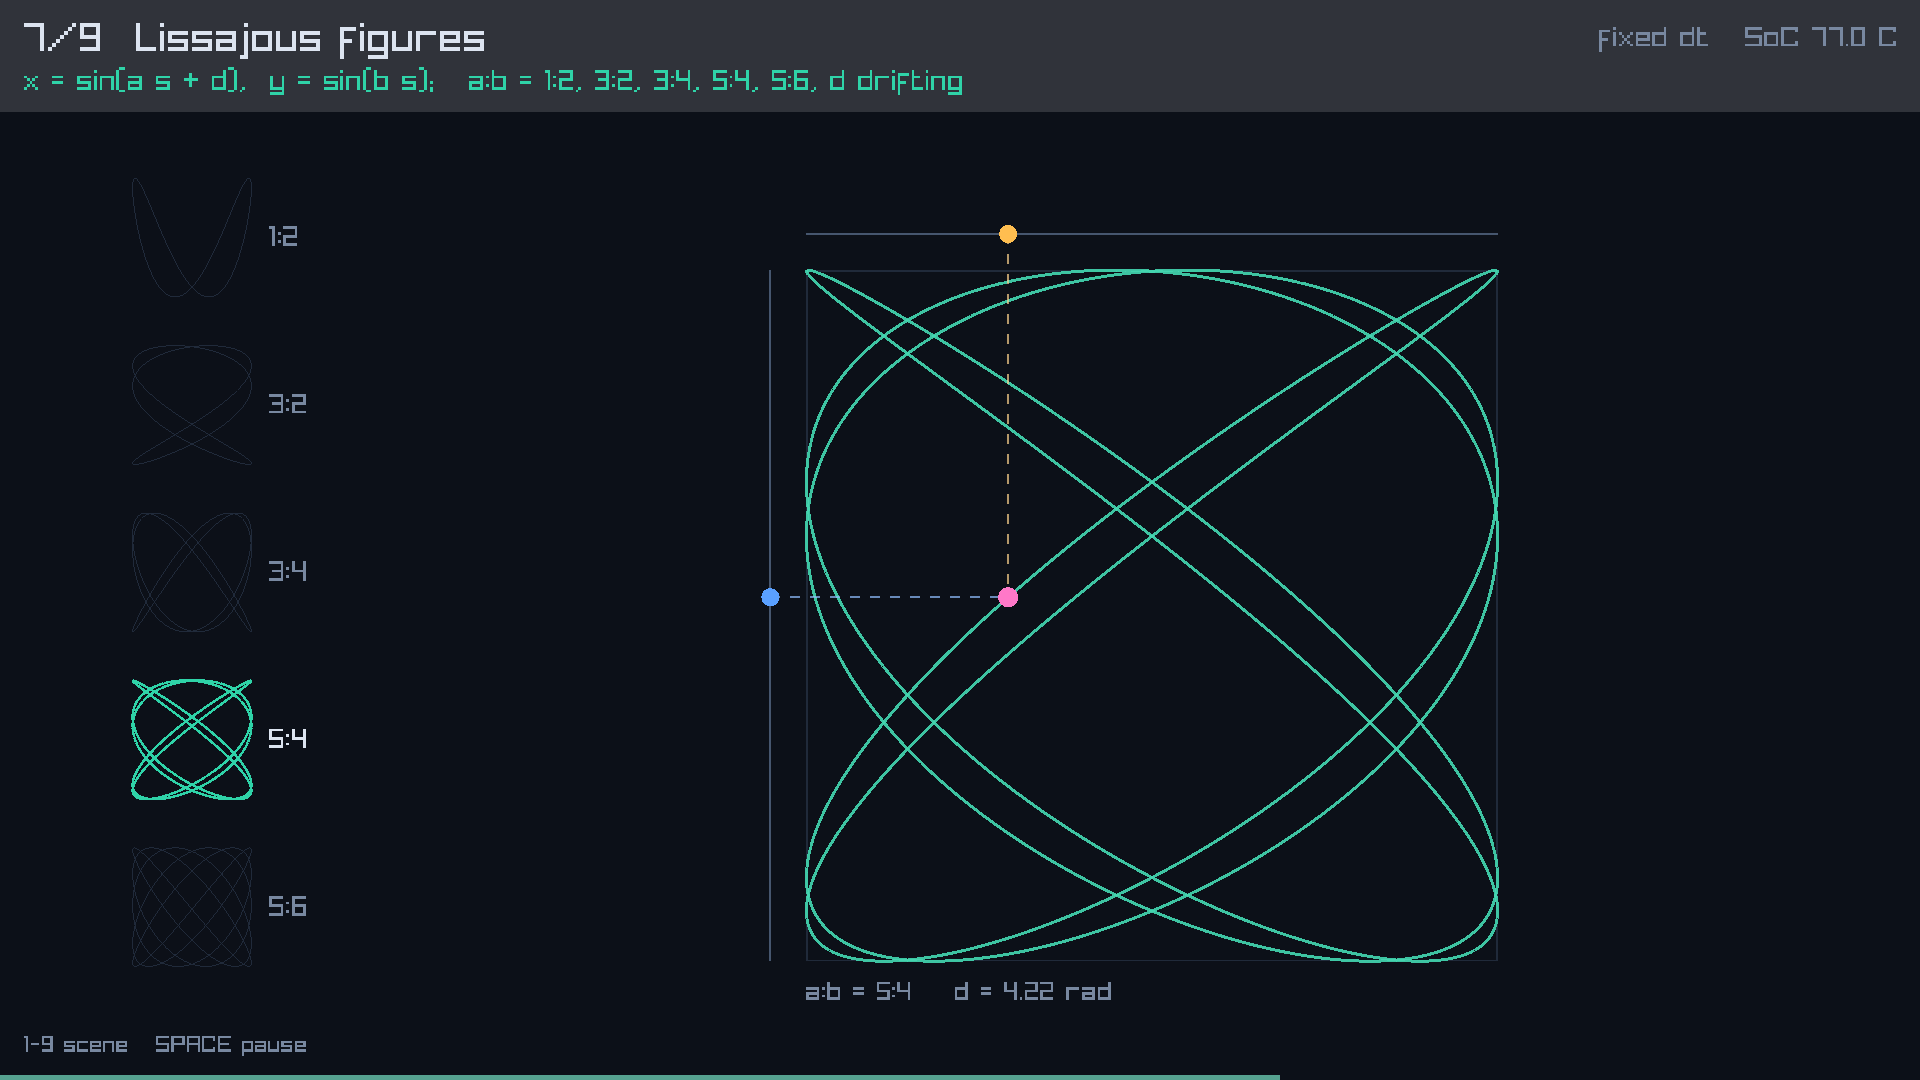 7/9 Lissajous Figures
Fixed dt SoC 77.0 C
x = sin(a s + d), y = sin(b s); a:b = 1:2, 3:2, 3:4, 5:4, 5:6, d drifting
1:2
3:2
3:4
5:4
5:6
a:b = 5:4 d = 4.22 rad
1-9 scene SPACE pause